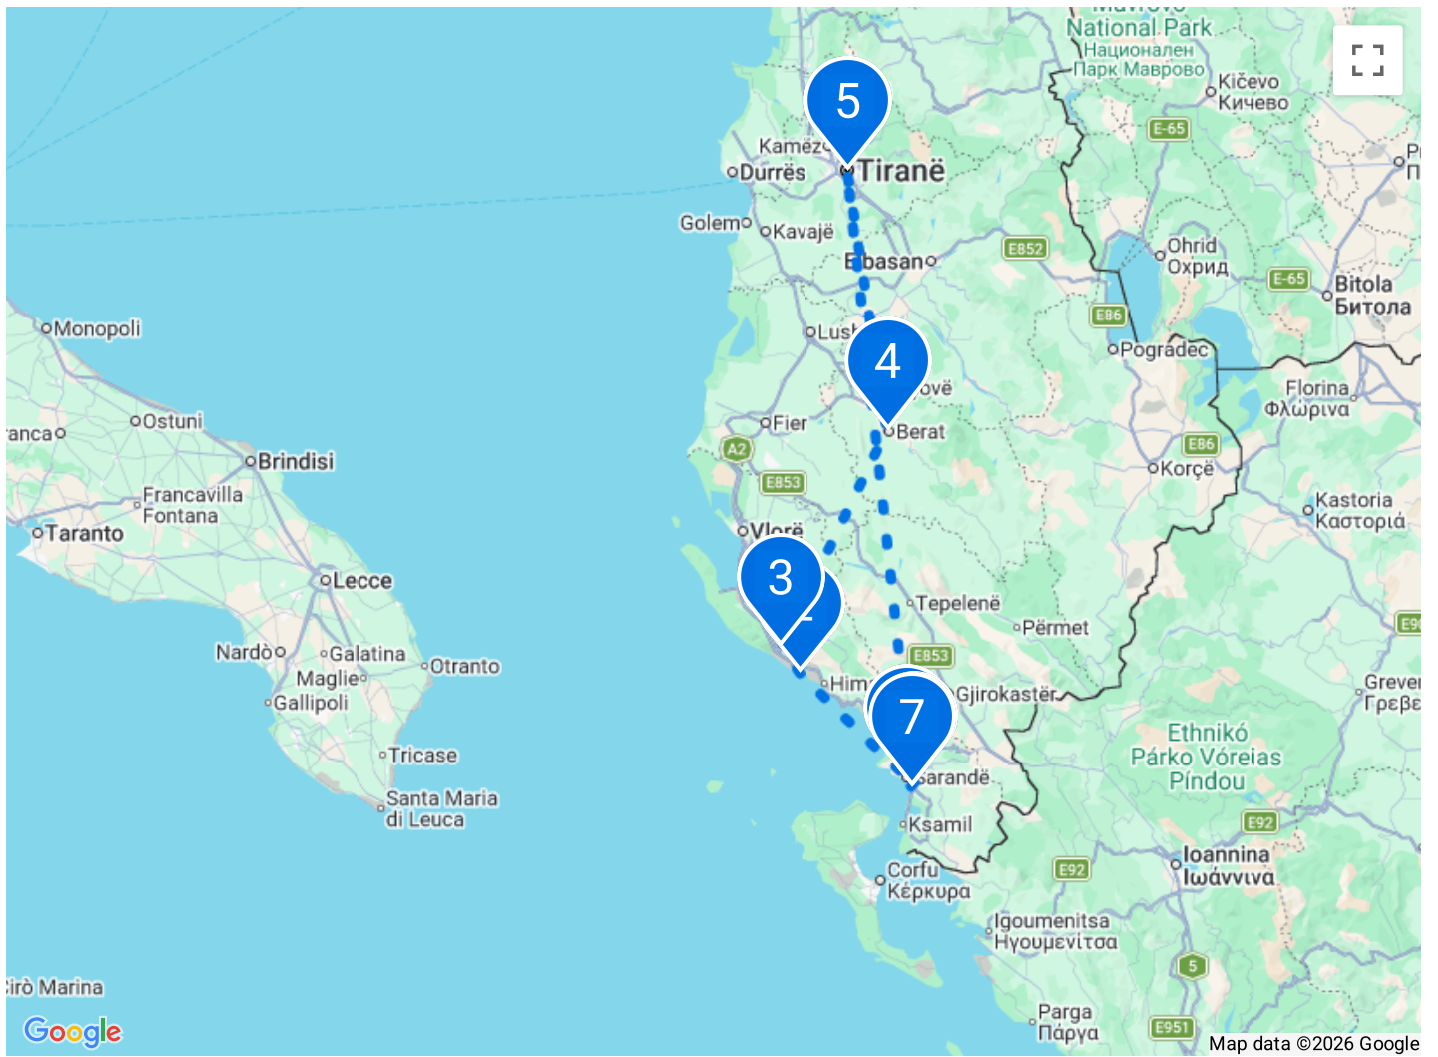 National Park
Национален
Парк Маврово
Kičevo
Кичево
E-65
5
Kamëz
Tiranë
Durrës
Golem
Kavajë
Elbasan
E852
Ohrid
Охрид
E-65
Bitola
Битола
E86
Monopoli
4
Pogradec
Florina
Φλώρινα
Ostuni
Fier
Berat
A2
E86
Brindisi
Korçë
E853
Francavilla
Fontana
Kastoria
Καστοριά
Taranto
Vlorë
3
Lecce
Tepelenë
Përmet
Nardò
Galatina
Otranto
E853
Maglie
Gallipoli
Gjirokastër
7
Ethnikó
Párko Vóreias
Píndou
Tricase
Sarandë
Santa Maria
di Leuca
Ksamil
E92
Ioannina
Ιωάννινα
E92
Corfu
Κέρκυρα
Igoumenitsa
Ηγουμενίτσα
5
Cirò Marina
Parga
Πάργα
E951
Google
Map data ©2026 Google